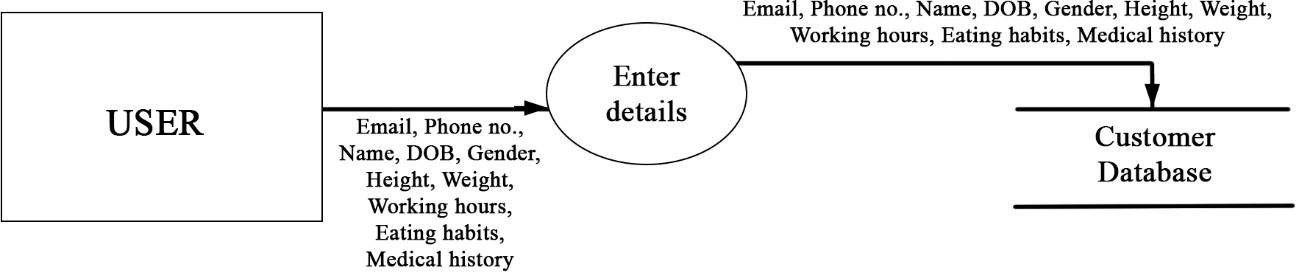 USER
Email, Phone no.,
Name, DOB, Gender,
Height, Weight,
Working hours,
Eating habits,
Medical history
Enter
details
Email, Phone no., Name, DOB, Gender, Height, Weight,
Working hours, Eating habits, Medical history
Customer
Database